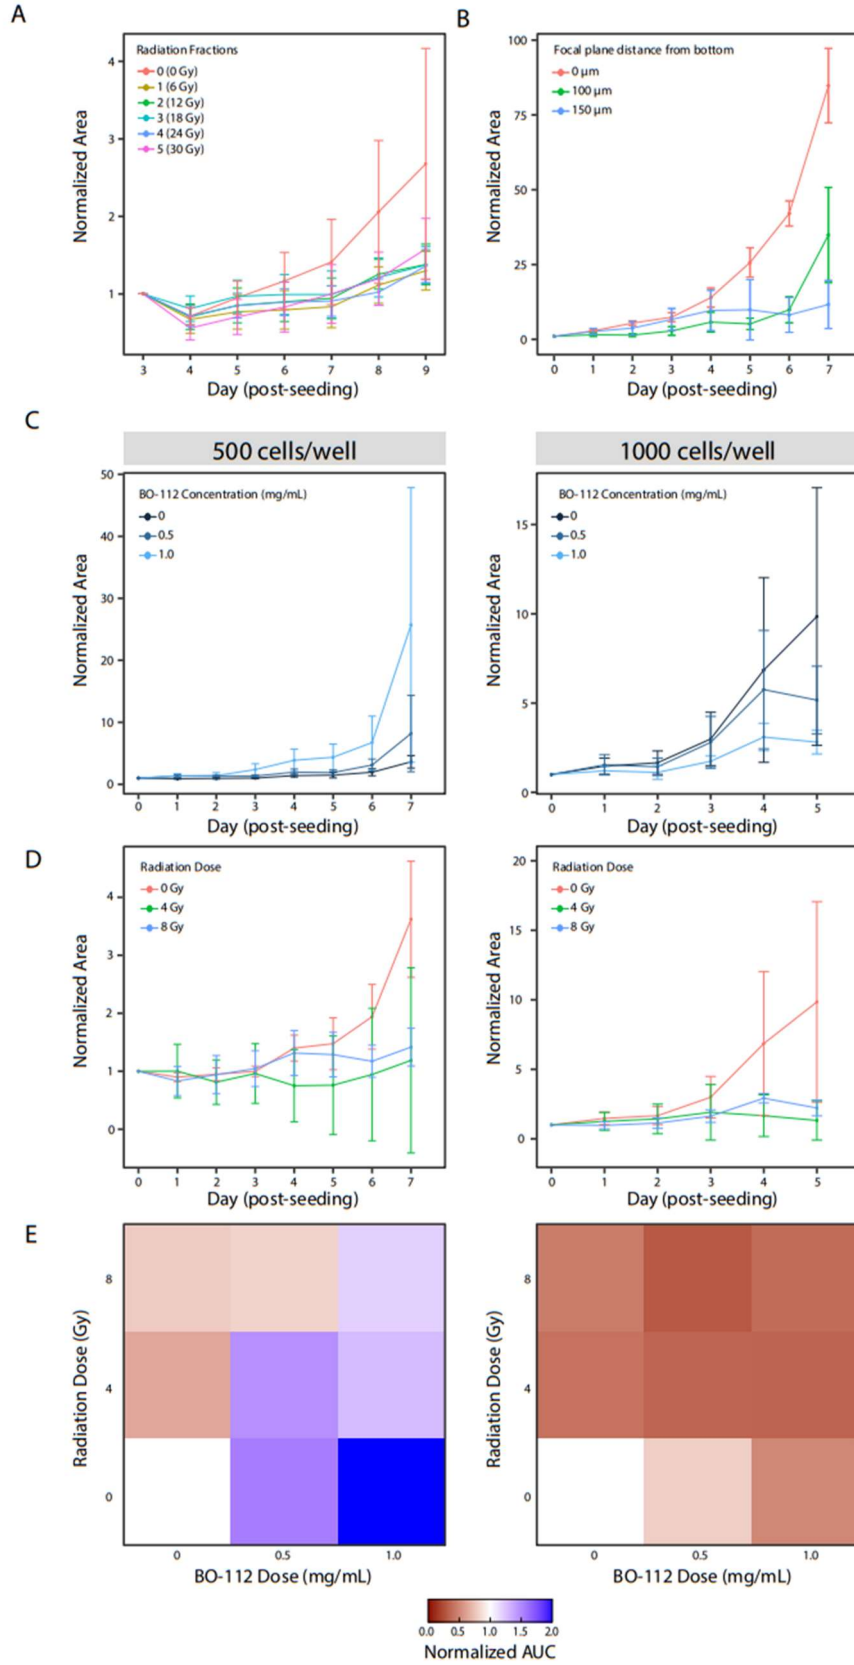 A
Radiation Fractions
0 (0 Gy)
1 (6 Gy)
2 (12 Gy)
3 (18 Gy)
4 (24 Gy)
5 (30 Gy)
Normalized Area
4
3
2
1
3 4 5 6 7 8 9
Day (post-seeding)
B
Focal plane distance from bottom
0 µm
100 µm
150 µm
Normalized Area
100
75
50
25
0
0 1 2 3 4 5 6 7
Day (post-seeding)
C
500 cells/well
BO-112 Concentration (mg/mL)
0
0.5
1.0
Normalized Area
50
40
30
20
10
0
0 1 2 3 4 5 6 7
Day (post-seeding)
1000 cells/well
BO-112 Concentration (mg/mL)
0
0.5
1.0
Normalized Area
15
10
5
0
0 1 2 3 4 5
Day (post-seeding)
D
Radiation Dose
0 Gy
4 Gy
8 Gy
Normalized Area
4
3
2
1
0
0 1 2 3 4 5 6 7
Day (post-seeding)
Radiation Dose
0 Gy
4 Gy
8 Gy
Normalized Area
20
15
10
5
0
0 1 2 3 4 5
Day (post-seeding)
E
Radiation Dose (Gy)
8
4
0
0 0.5 1.0
BO-112 Dose (mg/mL)
Radiation Dose (Gy)
8
4
0
0 0.5 1.0
BO-112 Dose (mg/mL)
0.0 0.5 1.0 1.5 2.0
Normalized AUC